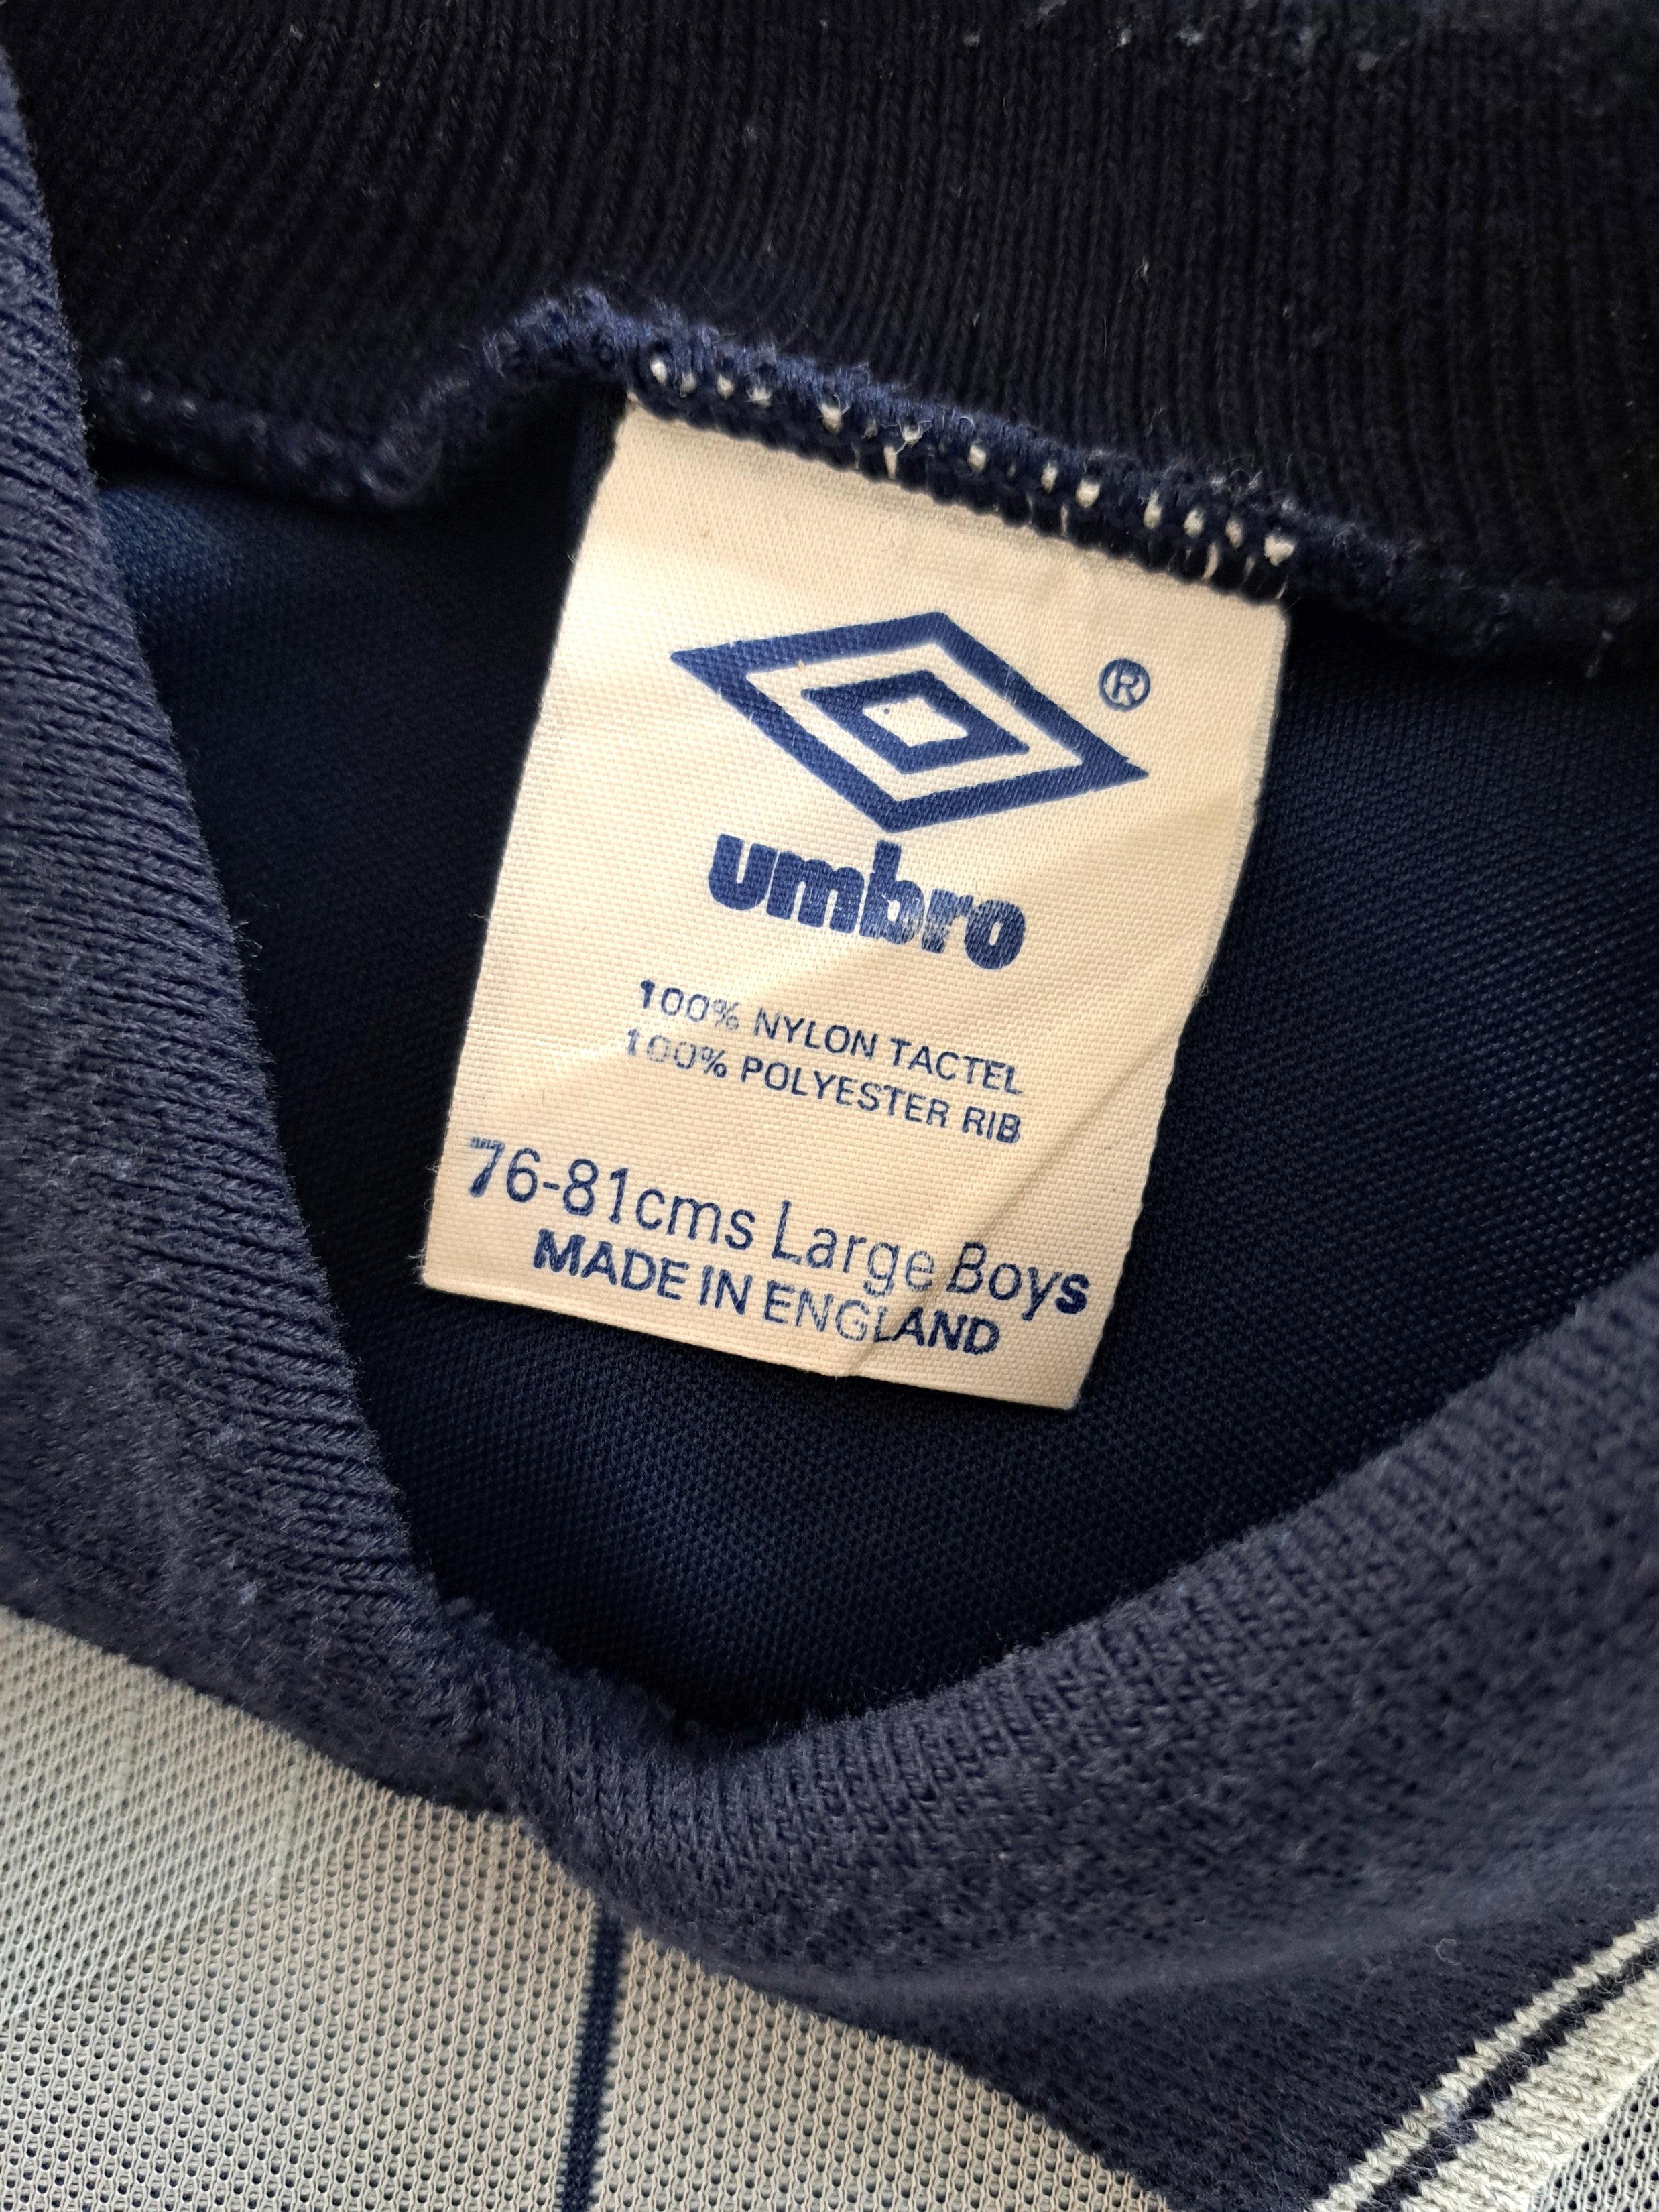 ®
umbro
100% NYLON TACTEL
100% POLYESTER RIB
76-81cms Large Boys
MADE IN ENGLAND